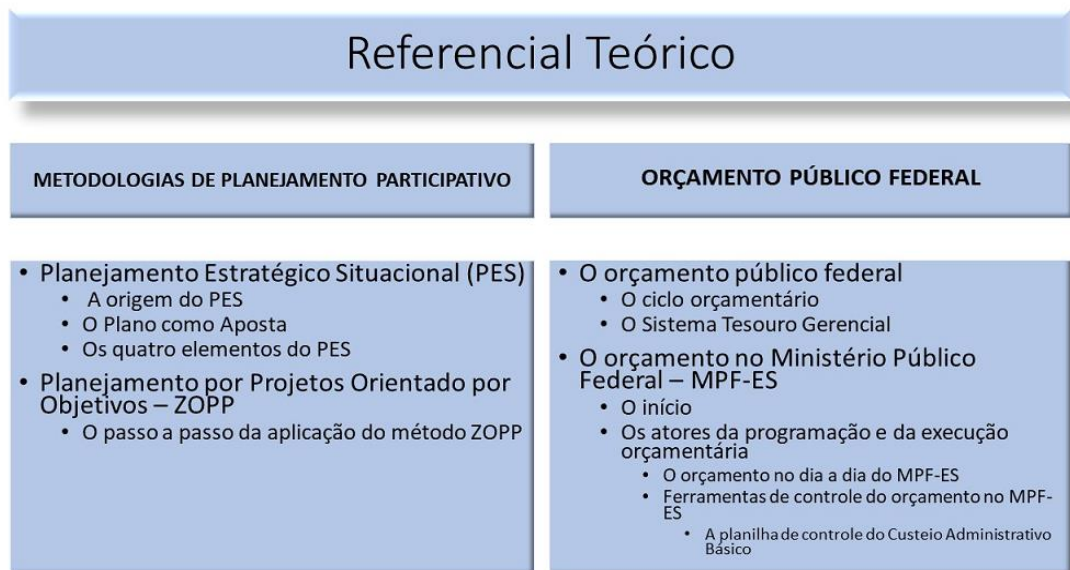 Referencial Teórico
METODOLOGIAS DE PLANEJAMENTO PARTICIPATIVO
• Planejamento Estratégico Situacional (PES)
• A origem do PES
• O Plano como Aposta
• Os quatro elementos do PES
• Planejamento por Projetos Orientado por
Objetivos – ZOPP
• O passo a passo da aplicação do método ZOPP
ORÇAMENTO PÚBLICO FEDERAL
• O orçamento público federal
• O ciclo orçamentário
• O Sistema Tesouro Gerencial
• O orçamento no Ministério Público
Federal – MPF-ES
• O início
• Os atores da programação e da execução
orçamentária
• O orçamento no dia a dia do MPF-ES
• Ferramentas de controle do orçamento no MPF-
ES
• A planilha de controle do Custeio Administrativo
Básico